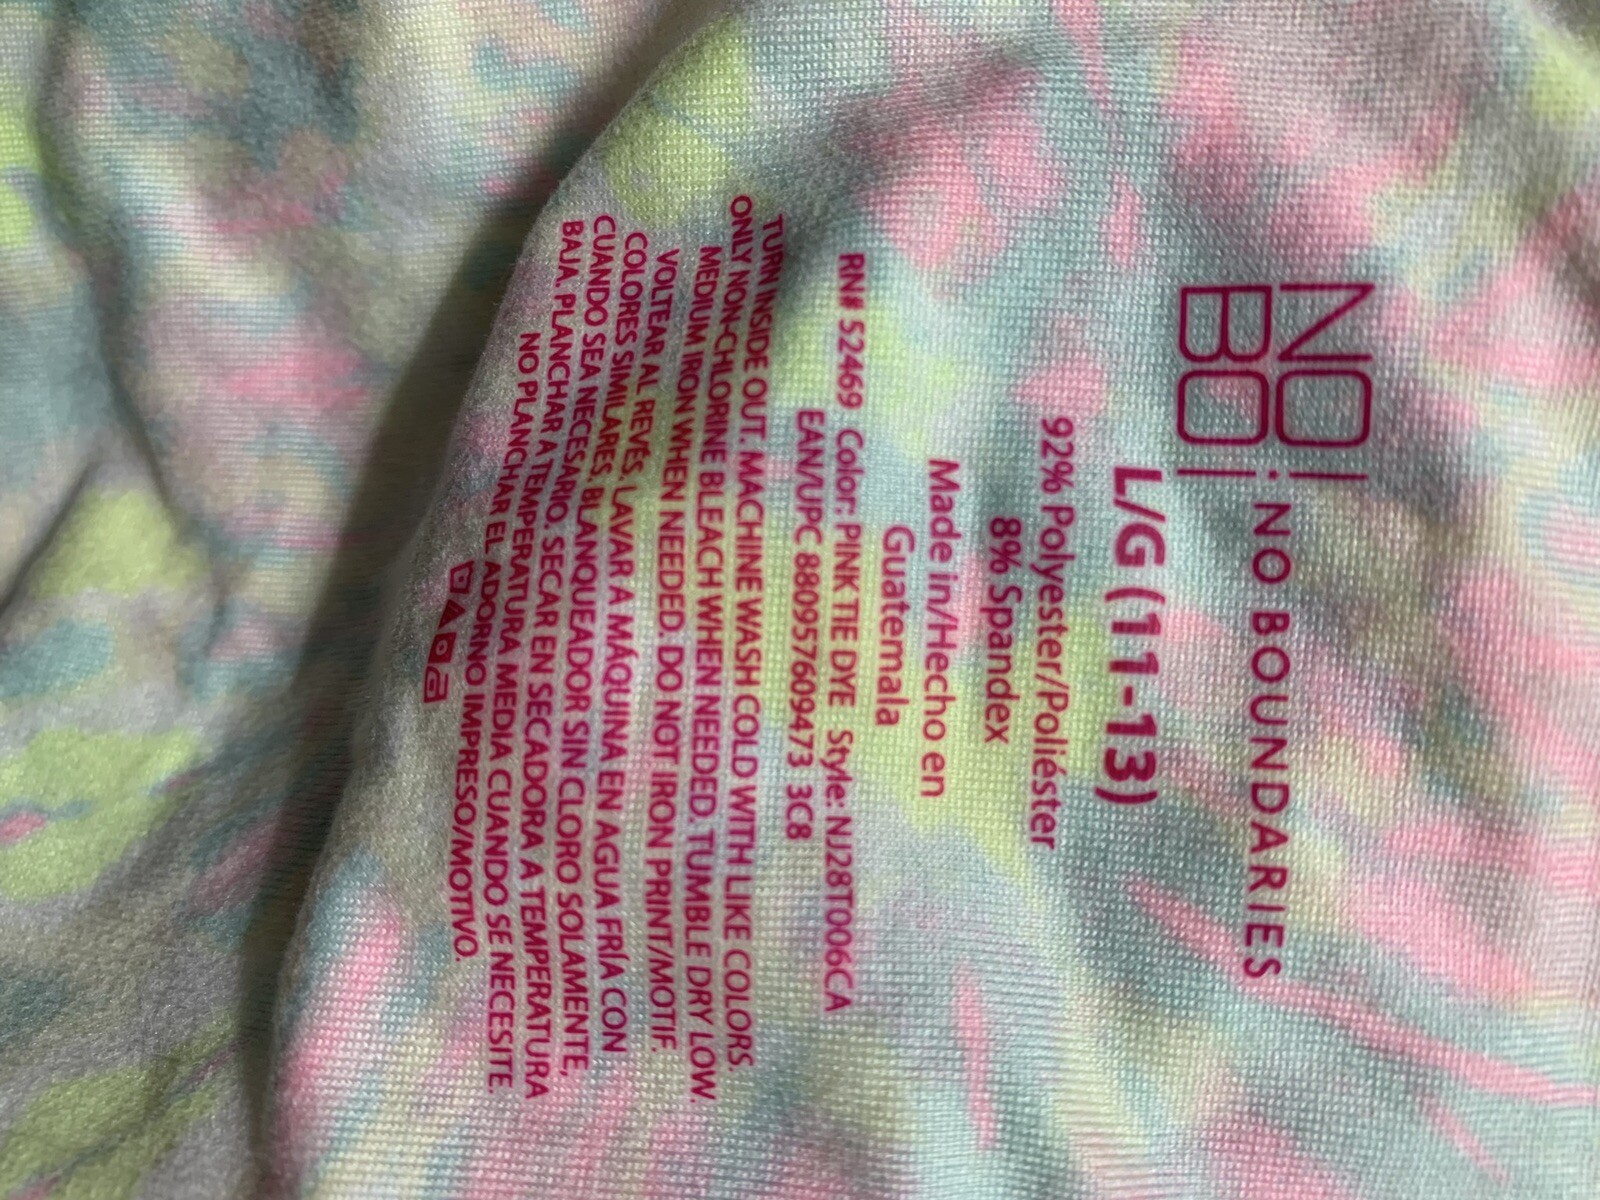 NO
BO
NO BOUNDARIES
L/G (11-13)
92% Polyester/Poliéster
8% Spandex
Made in/Hecho en
Guatemala
RN# 52469 Color: PINK TIE DYE Style: NJ28T006CA
EAN/UPC 880957609473 3C8
TURN INSIDE OUT. MACHINE WASH COLD WITH LIKE COLORS.
ONLY NON-CHLORINE BLEACH WHEN NEEDED. TUMBLE DRY LOW.
MEDIUM IRON WHEN NEEDED. DO NOT IRON PRINT/MOTIF.
VOLTEAR AL REVÉS. LAVAR A MÁQUINA EN AGUA FRÍA CON
COLORES SIMILARES. BLANQUEADOR SIN CLORO SOLAMENTE,
CUANDO SEA NECESARIO. SECAR EN SECADORA A TEMPERATURA
BAJA. PLANCHAR A TEMPERATURA MEDIA CUANDO SE NECESITE.
NO PLANCHAR EL ADORNO IMPRESO/MOTIVO.